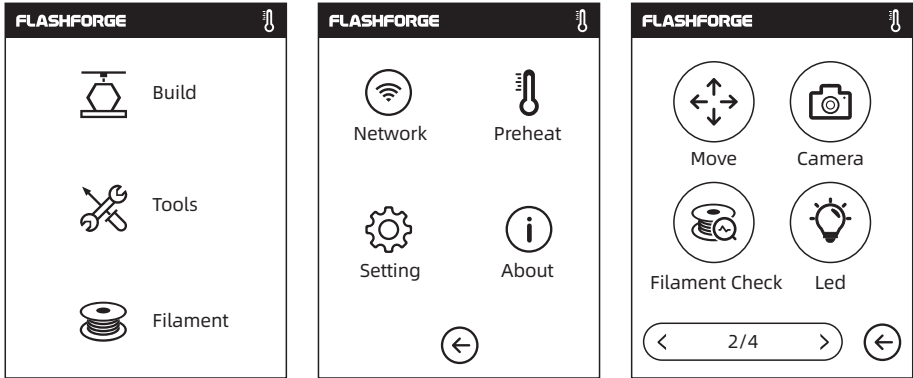 FLASHFORGE
Build
Tools
Filament
FLASHFORGE
Network Preheat
Setting About
FLASHFORGE
Move Camera
Filament Check Led
2/4